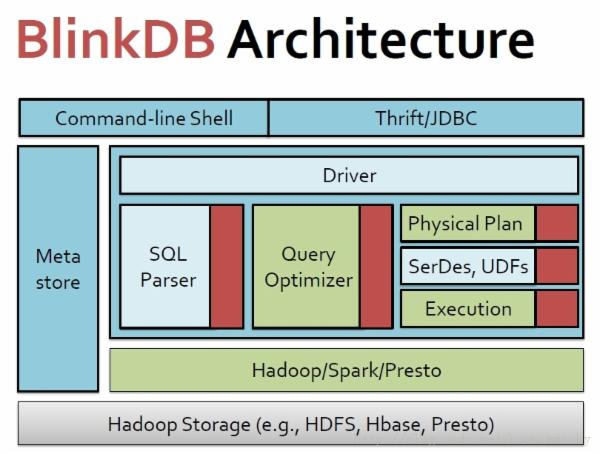 BlinkDB Architecture
Command-line Shell
Thrift/JDBC
Meta
store
Driver
SQL
Parser
Query
Optimizer
Physical Plan
SerDes, UDFs
Execution
Hadoop/Spark/Presto
Hadoop Storage (e.g., HDFS, Hbase, Presto)